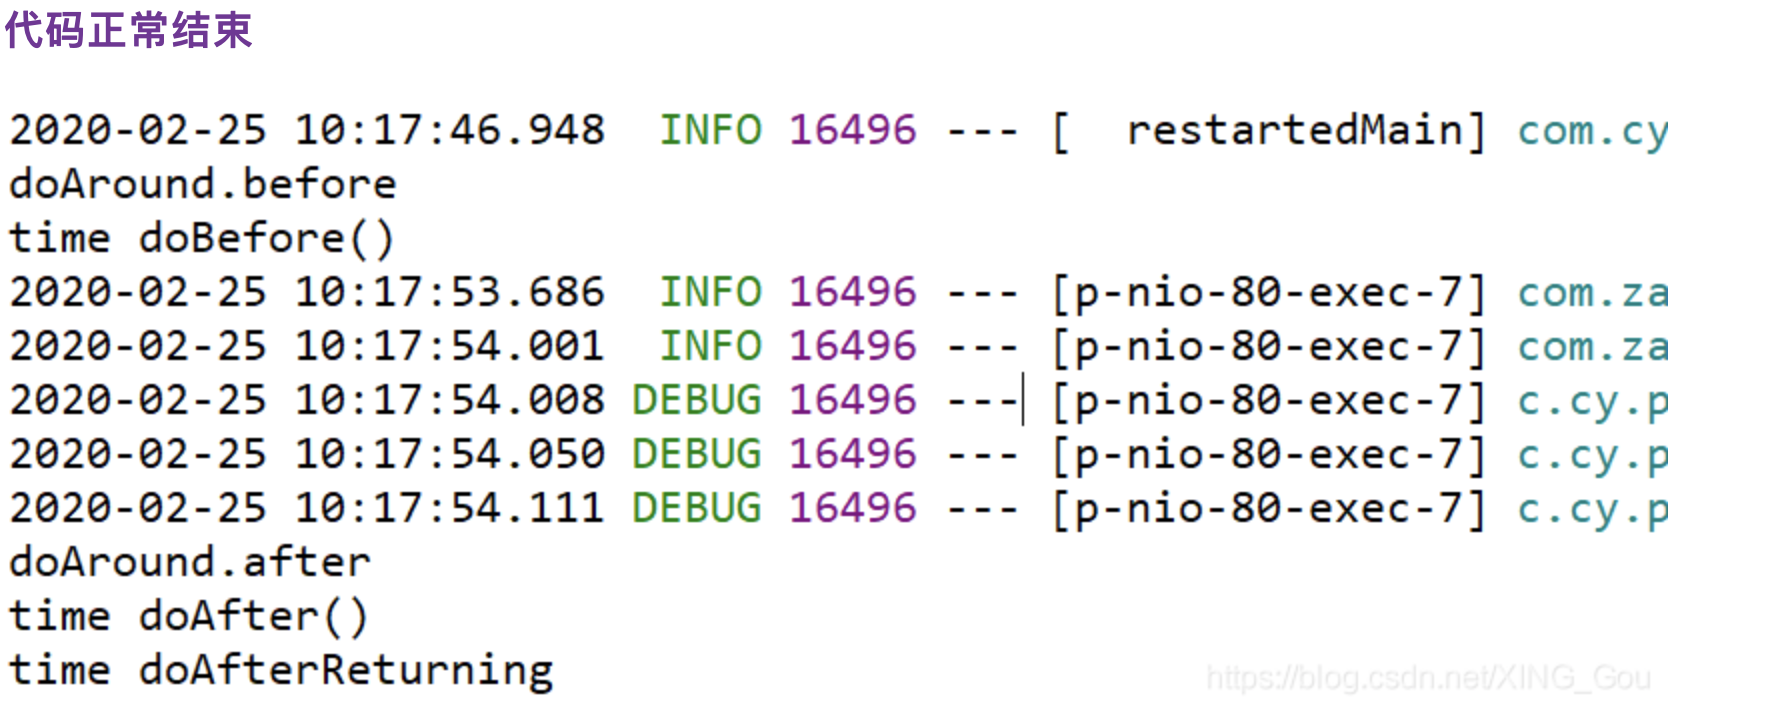 代码正常结束
2020-02-25 10:17:46.948  INFO 16496 --- [  restartedMain] com.cy
doAround.before
time doBefore()
2020-02-25 10:17:53.686  INFO 16496 --- [p-nio-80-exec-7] com.za
2020-02-25 10:17:54.001  INFO 16496 --- [p-nio-80-exec-7] com.za
2020-02-25 10:17:54.008 DEBUG 16496 --- [p-nio-80-exec-7] c.cy.p
2020-02-25 10:17:54.050 DEBUG 16496 --- [p-nio-80-exec-7] c.cy.p
2020-02-25 10:17:54.111 DEBUG 16496 --- [p-nio-80-exec-7] c.cy.p
doAround.after
time doAfter()
time doAfterReturning
https://blog.csdn.net/XING_Gou